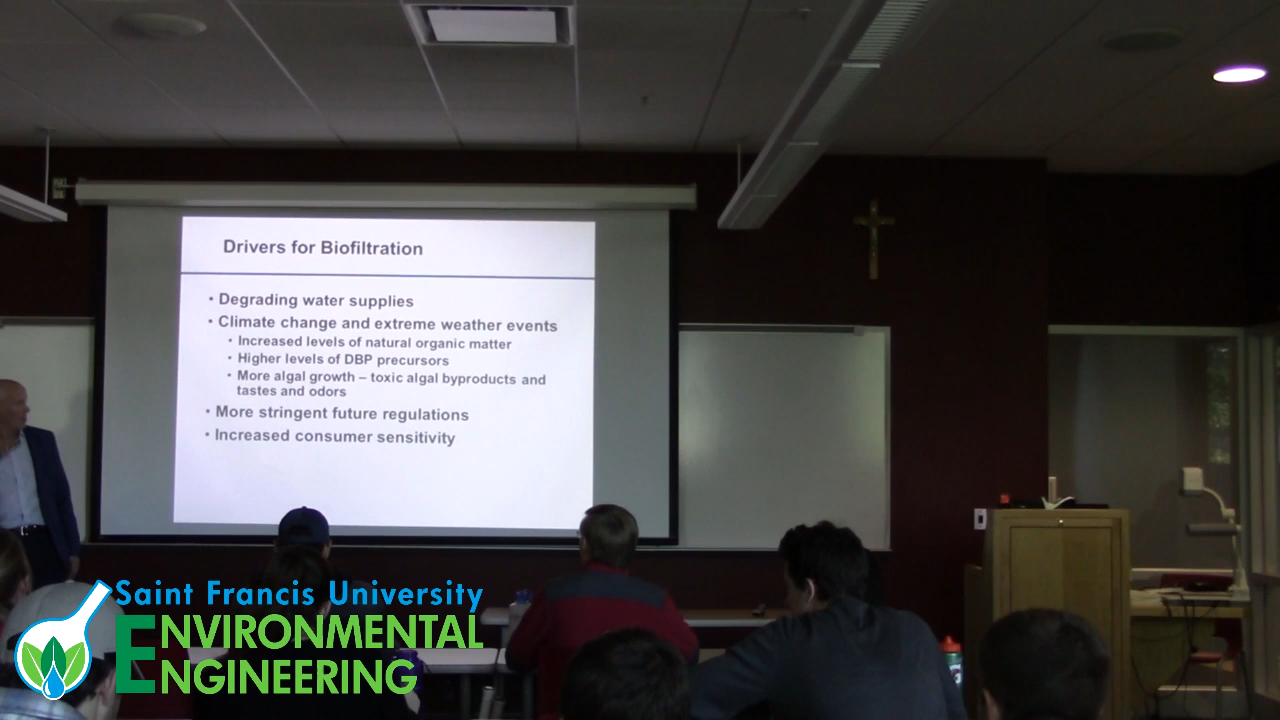 Drivers for Biofiltration
• Degrading water supplies
• Climate change and extreme weather events
• Increased levels of natural organic matter
• Higher levels of DBP precursors
• More algal growth – toxic algal byproducts and
tastes and odors
• More stringent future regulations
• Increased consumer sensitivity
Saint Francis University
ENVIRONMENTAL
ENGINEERING